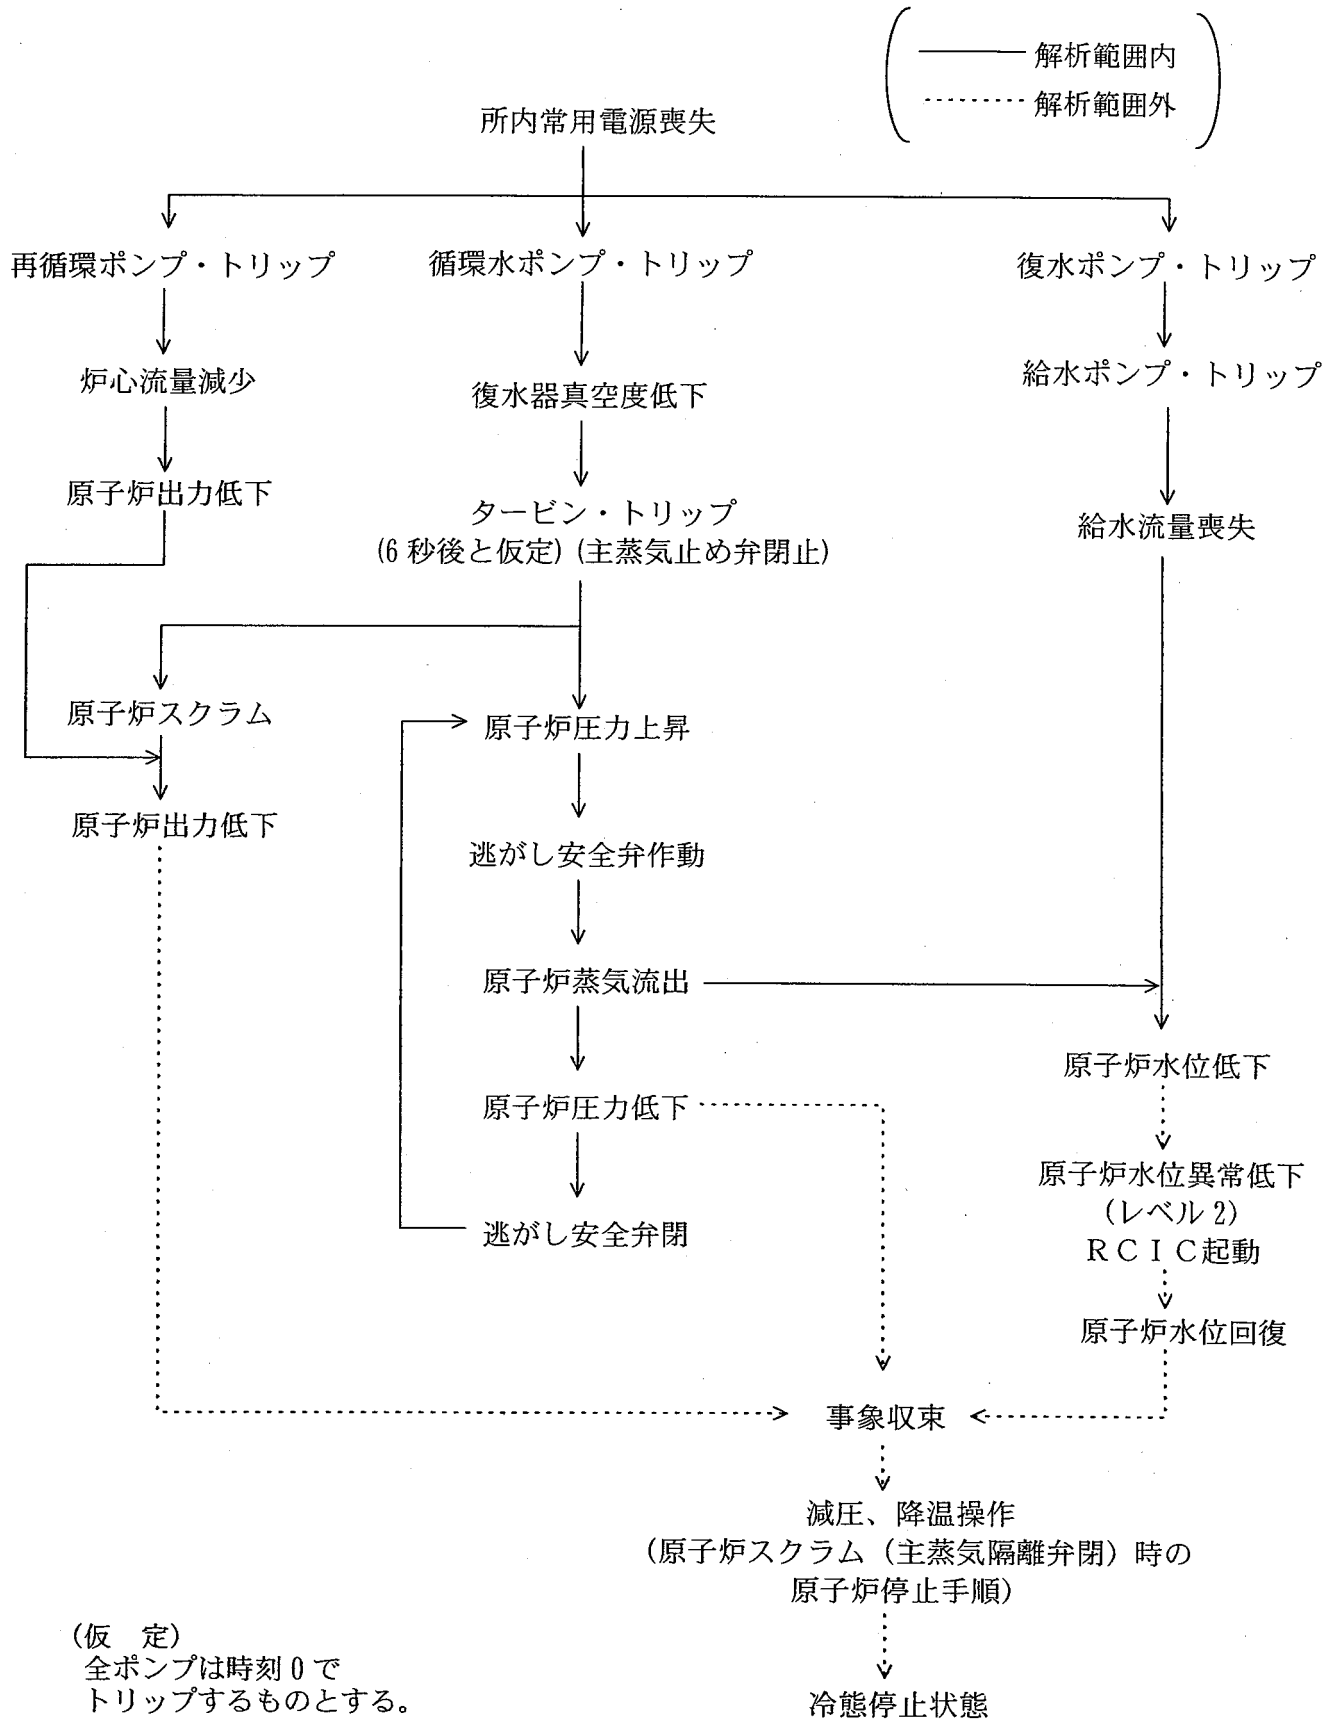 解析範囲内
解析範囲外
所内常用電源喪失
再循環ポンプ・トリップ
循環水ポンプ・トリップ
復水ポンプ・トリップ
炉心流量減少
復水器真空度低下
給水ポンプ・トリップ
原子炉出力低下
タービン・トリップ
(6秒後と仮定) (主蒸気止め弁閉止)
給水流量喪失
原子炉スクラム
原子炉圧力上昇
原子炉出力低下
逃がし安全弁作動
原子炉蒸気流出
原子炉水位低下
原子炉圧力低下
原子炉水位異常低下
(レベル2)
RCIC起動
逃がし安全弁閉
原子炉水位回復
事象収束
減圧、降温操作
(原子炉スクラム(主蒸気隔離弁閉)時の
原子炉停止手順)
冷態停止状態
(仮 定)
全ポンプは時刻0で
トリップするものとする。